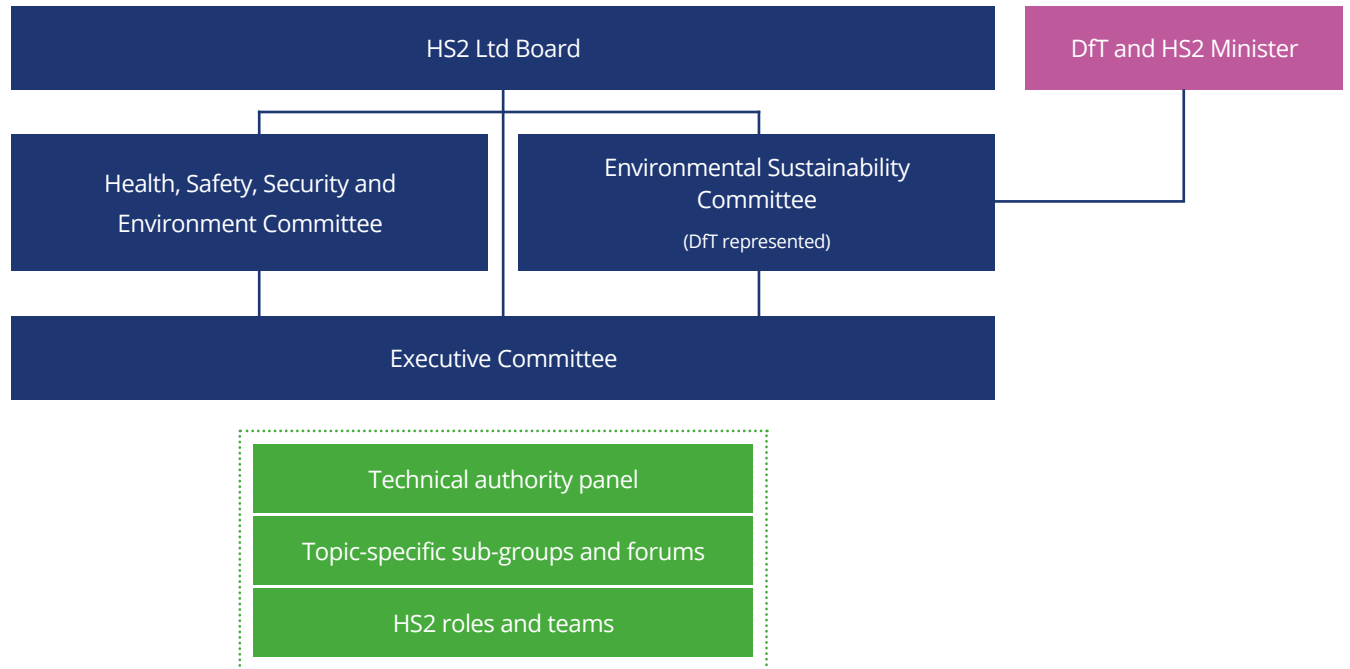 HS2 Ltd Board
DfT and HS2 Minister
Health, Safety, Security and
Environment Committee
Environmental Sustainability
Committee
(DfT represented)
Executive Committee
Technical authority panel
Topic-specific sub-groups and forums
HS2 roles and teams